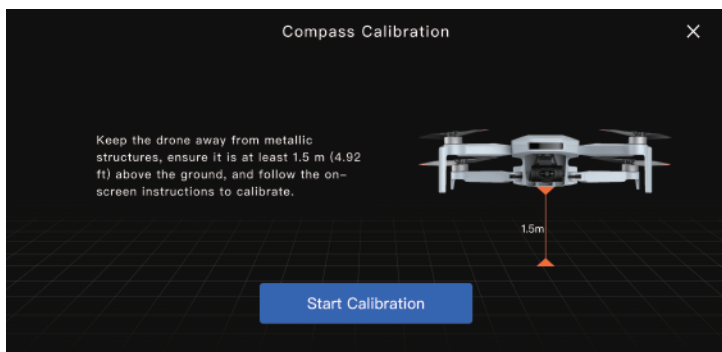 Compass Calibration
Keep the drone away from metallic
structures, ensure it is at least 1.5 m (4.92
ft) above the ground, and follow the on-
screen instructions to calibrate.
1.5m
Start Calibration